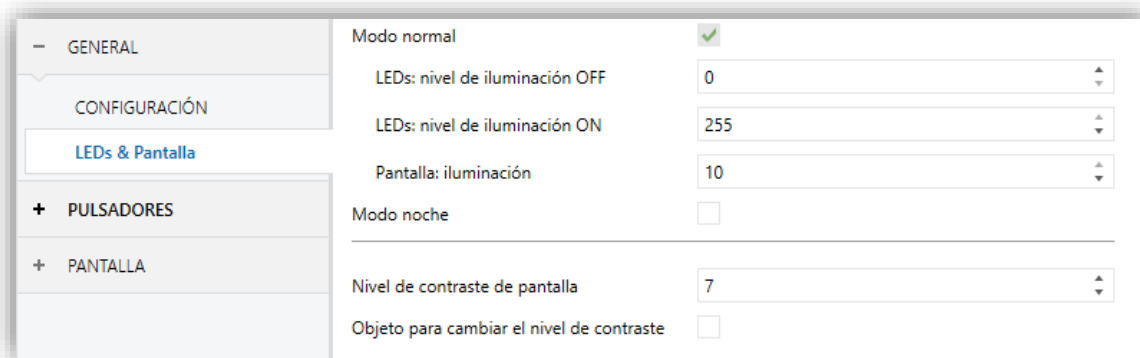 GENERAL
CONFIGURACIÓN
LEDs & Pantalla
PULSADORES
PANTALLA
Modo normal
LEDs: nivel de iluminación OFF 0
LEDs: nivel de iluminación ON 255
Pantalla: iluminación 10
Modo noche
Nivel de contraste de pantalla 7
Objeto para cambiar el nivel de contraste